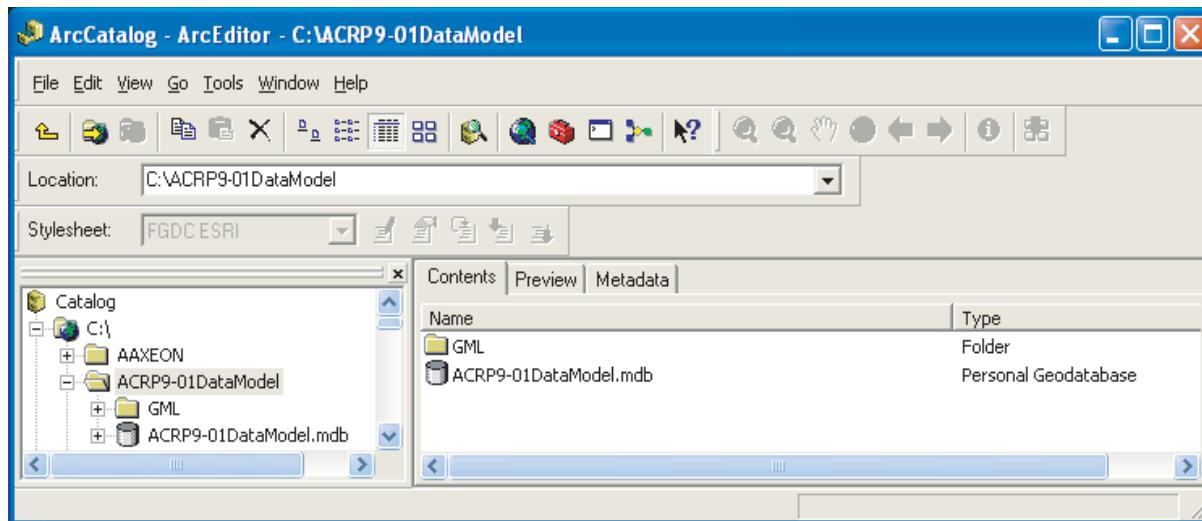 ArcCatalog - ArcEditor - C:\ACRP9-01DataModel
File Edit View Go Tools Window Help
Location: C:\ACRP9-01DataModel
Stylesheet: FGDC ESRI
Contents Preview Metadata
Catalog
C:\
AAXEON
ACRP9-01DataModel
GML
ACRP9-01DataModel.mdb
Name Type
GML Folder
ACRP9-01DataModel.mdb Personal Geodatabase